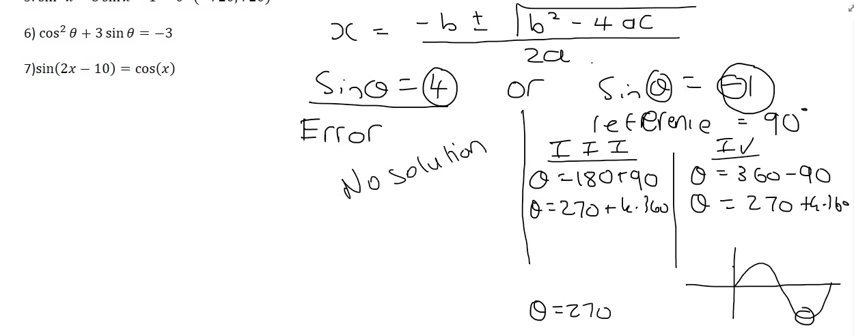 6) cos² θ + 3 sin θ = −3
7)sin(2x − 10) = cos(x)
x = −b ± √b² − 4ac / 2a
Sinθ = 4 or Sinθ = −1
Error
No solution
reference = 90°
III
θ = 180+90
θ = 270 + k.360
IV
θ = 360−90
θ = 270 + k.360
θ = 270